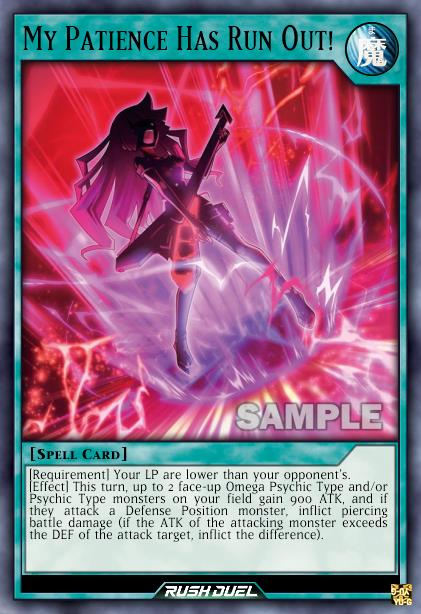 My Patience Has Run Out!
ま
魔
SAMPLE
[Spell Card]
[Requirement] Your LP are lower than your opponent's.
[Effect] This turn, up to 2 face-up Omega Psychic Type and/or
Psychic Type monsters on your field gain 900 ATK, and if
they attack a Defense Position monster, inflict piercing
battle damage (if the ATK of the attacking monster exceeds
the DEF of the attack target, inflict the difference).
RUSH DUEL